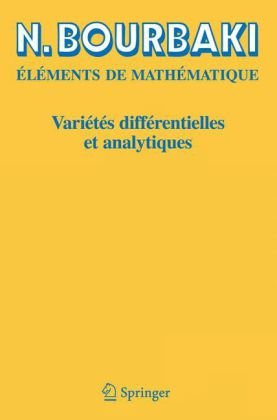 N. BOURBAKI
ÉLÉMENTS DE MATHÉMATIQUE
Variétés différentielles
et analytiques
Springer